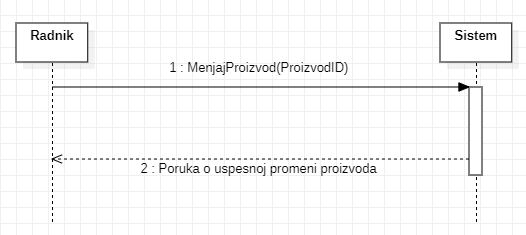 Radnik
Sistem
1 : MenjajProizvod(ProizvodID)
2 : Poruka o uspesnoj promeni proizvoda